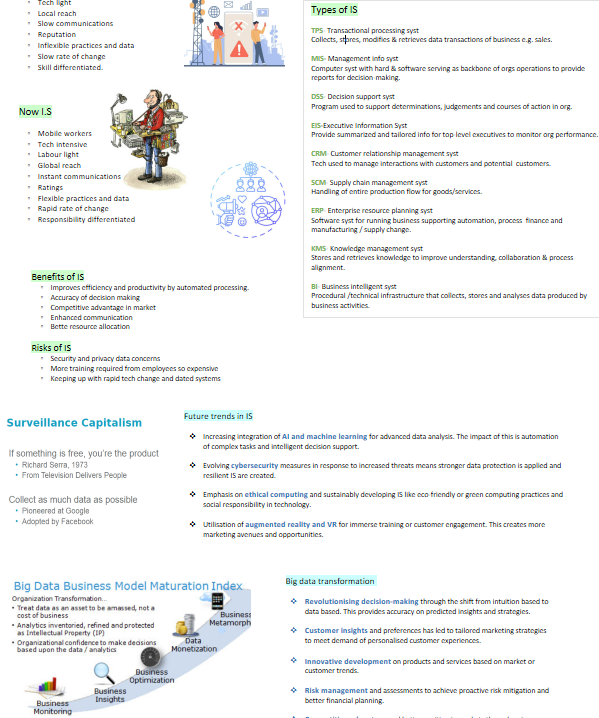 Tech light
Local reach
Slow communications
Reputation
Inflexible practices and data
Slow rate of change
Skill differentiated.
Now I.S
Mobile workers
Tech intensive
Labour light
Global reach
Instant communications
Ratings
Flexible practices and data
Rapid rate of change
Responsibility differentiated
Benefits of IS
Improves efficiency and productivity by automated processing.
Accuracy of decision making
Competitive advantage in market
Enhanced communication
Bette resource allocation
Risks of IS
Security and privacy data concerns
More training required from employees so expensive
Keeping up with rapid tech change and dated systems
Types of IS
TPS- Transactional processing syst
Collects, stores, modifies & retrieves data transactions of business e.g. sales.
MIS- Management info syst
Computer syst with hard & software serving as backbone of orgs operations to provide
reports for decision-making.
DSS- Decision support syst
Program used to support determinations, judgements and courses of action in org.
EIS-Executive Information Syst
Provide summarized and tailored info for top-level executives to monitor org performance.
CRM- Customer relationship management syst
Tech used to manage interactions with customers and potential customers.
SCM- Supply chain management syst
Handling of entire production flow for goods/services.
ERP- Enterprise resource planning syst
Software syst for running business supporting automation, process finance and
manufacturing / supply change.
KMS- Knowledge management syst
Stores and retrieves knowledge to improve understanding, collaboration & process
alignment.
BI- Business intelligent syst
Procedural /technical infrastructure that collects, stores and analyses data produced by
business activities.
Surveillance Capitalism
If something is free, you're the product
Richard Serra, 1973
From Television Delivers People
Collect as much data as possible
Pioneered at Google
Adopted by Facebook
Future trends in IS
Increasing integration of AI and machine learning for advanced data analysis. The impact of this is automation
of complex tasks and intelligent decision support.
Evolving cybersecurity measures in response to increased threats means stronger data protection is applied and
resilient IS are created.
Emphasis on ethical computing and sustainably developing IS like eco-friendly or green computing practices and
social responsibility in technology.
Utilisation of augmented reality and VR for immerse training or customer engagement. This creates more
marketing avenues and opportunities.
Big Data Business Model Maturation Index
Organization Transformation...
Treat data as an asset to be amassed, not a
cost of business
Analytics inventoried, refined and protected
as Intellectual Property (IP)
Organizational confidence to make decisions
based upon the data / analytics
Business
Metamorph
Data
Monetization
Business
Optimization
Business
Insights
Business
Monitoring
Big data transformation
Revolutionising decision-making through the shift from intuition based to
data based. This provides accuracy on predicted insights and strategies.
Customer insights and preferences has led to tailored marketing strategies
to meet demand of personalised customer experiences.
Innovative development on products and services based on market or
customer trends.
Risk management and assessments to achieve proactive risk mitigation and
better financial planning.